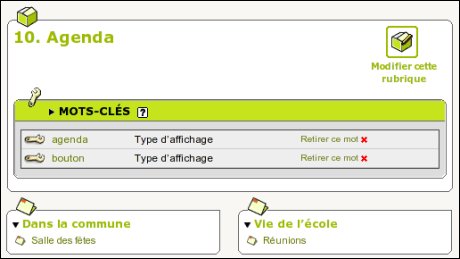 10. Agenda
Modifier cette
rubrique
MOTS-CLÉS ?
agenda Type d'affichage Retirer ce mot
bouton Type d'affichage Retirer ce mot
Dans la commune
Salle des fêtes
Vie de l'école
Réunions